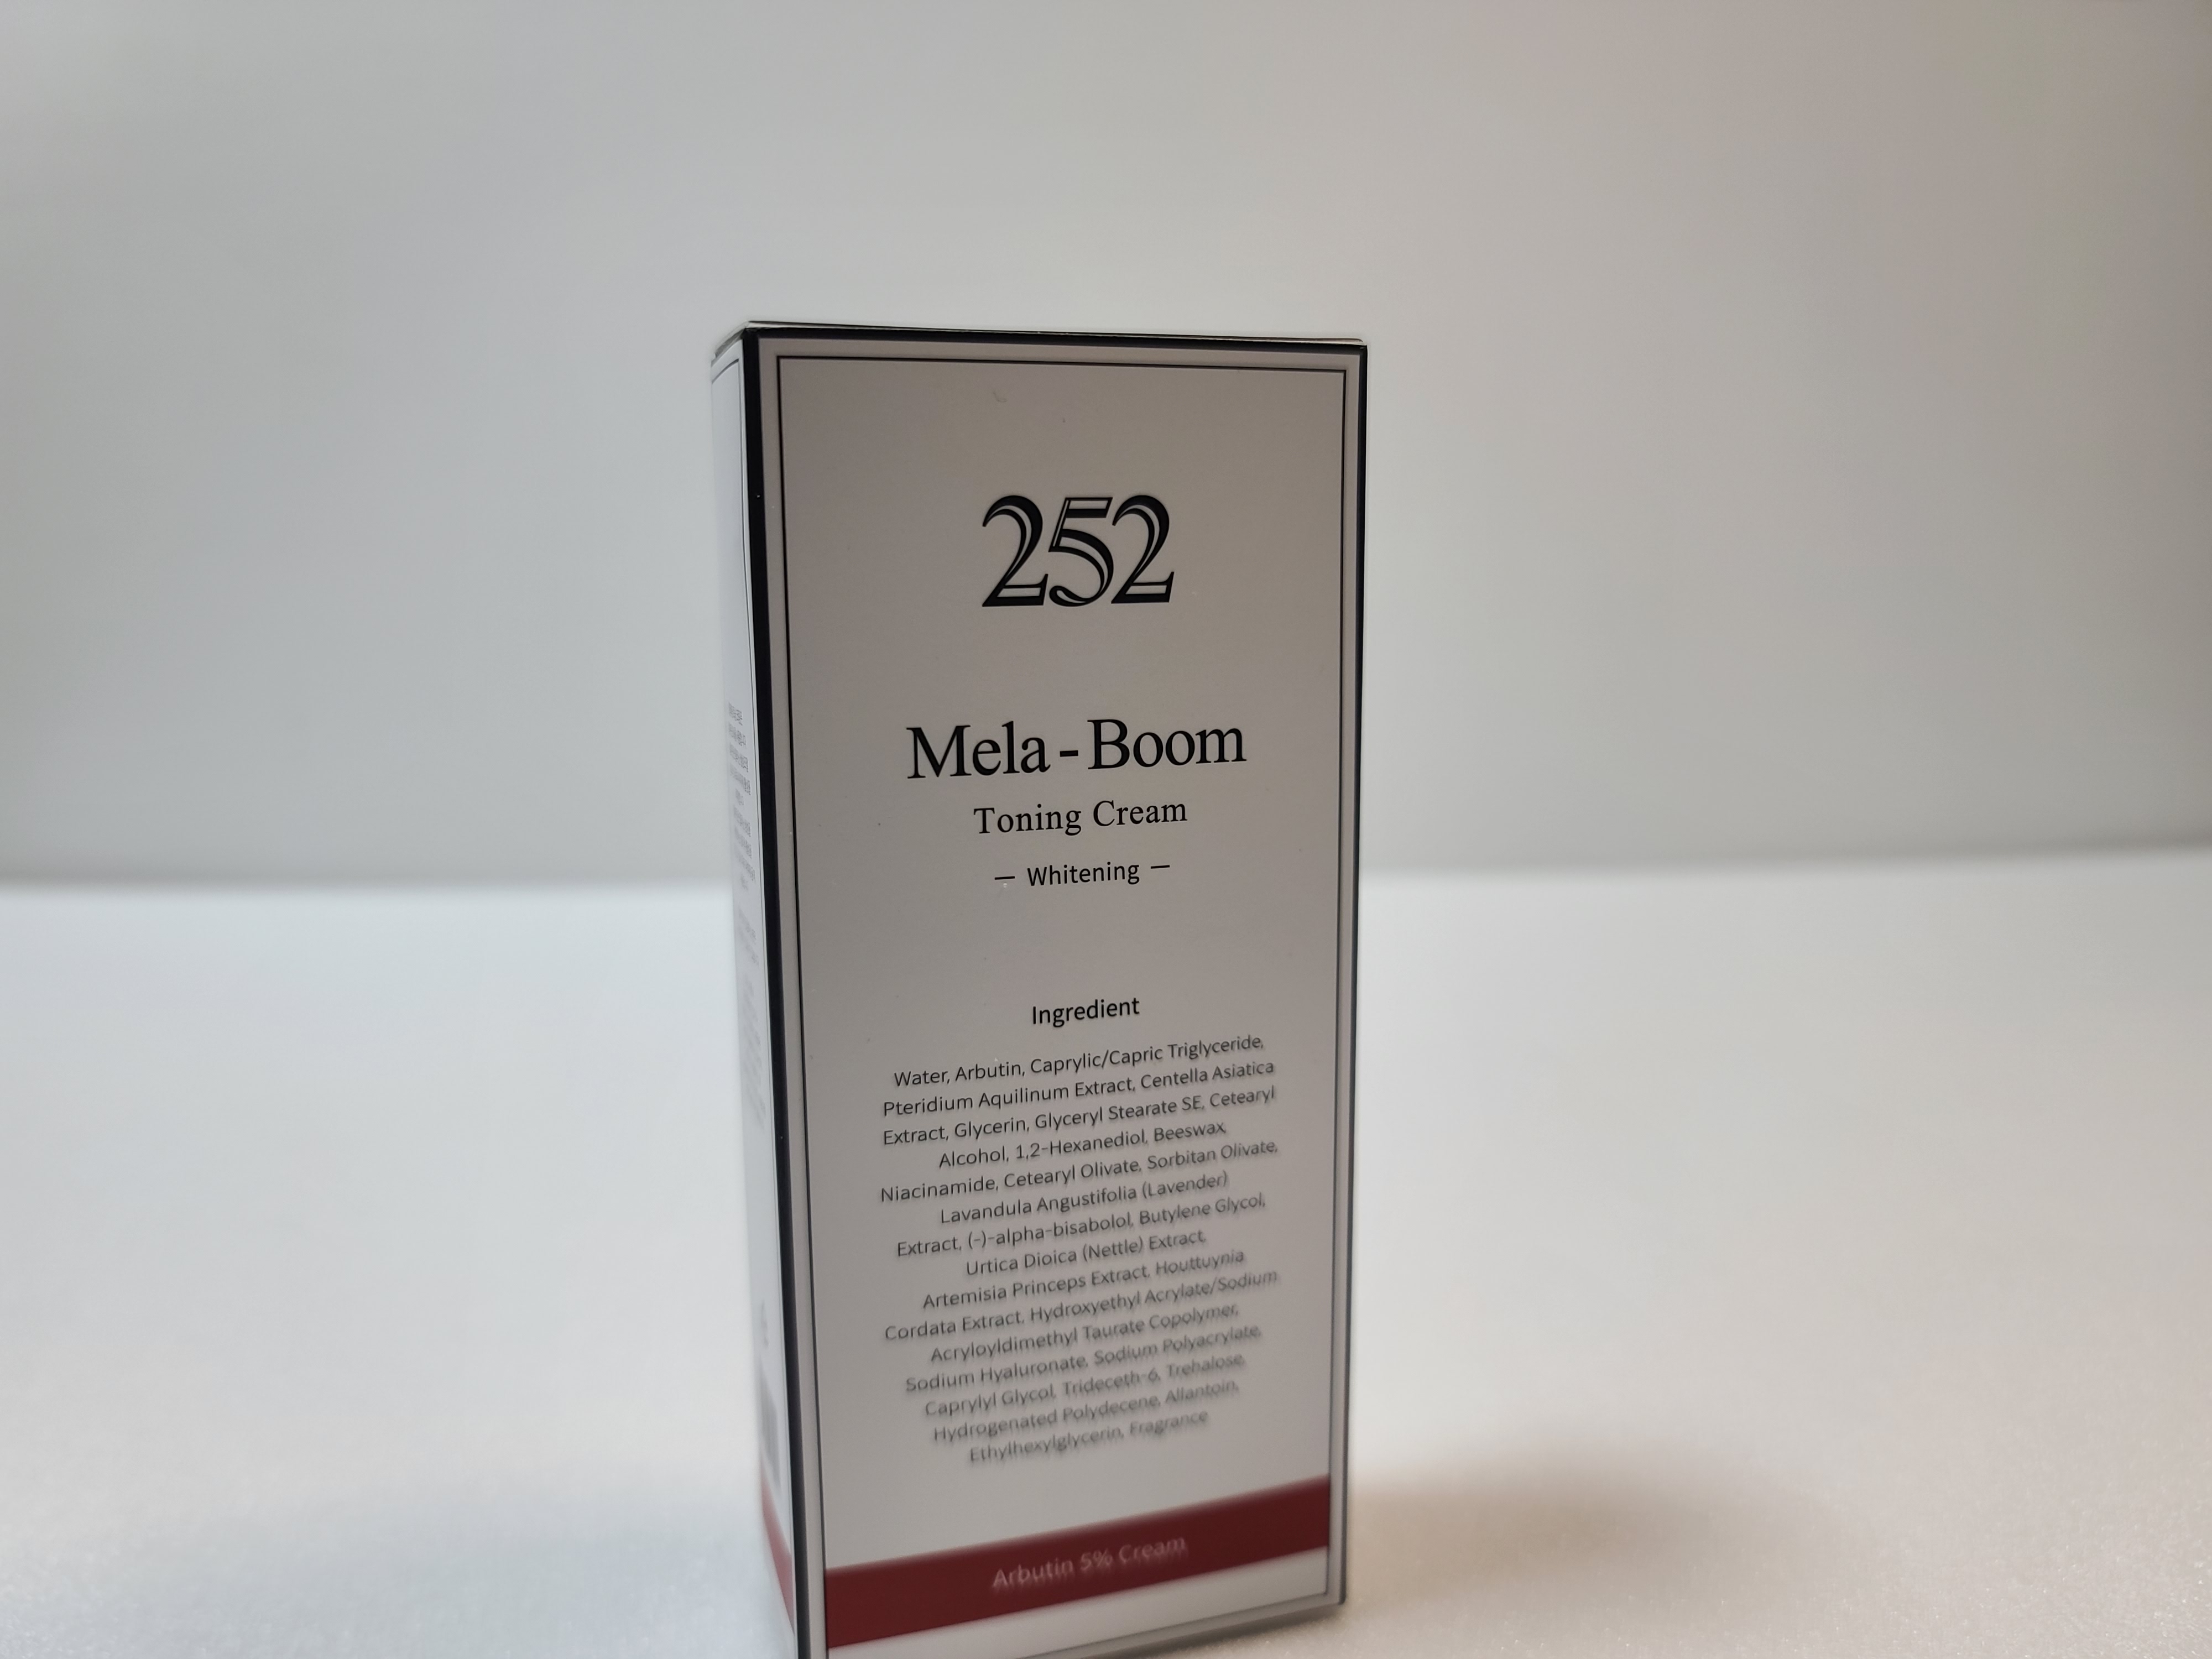 252
Mela-Boom
Toning Cream
— Whitening —
Ingredient
Water, Arbutin, Caprylic/Capric Triglyceride,
Pteridium Aquilinum Extract, Centella Asiatica
Extract, Glycerin, Glyceryl Stearate SE, Cetearyl
Alcohol, 1,2-Hexanediol, Beeswax
Niacinamide, Cetearyl Olivate, Sorbitan Olivate,
Lavandula Angustifolia (Lavender)
Extract, (-)-alpha-bisabolol, Butylene Glycol,
Urtica Dioica (Nettle) Extract,
Artemisia Princeps Extract, Houttuynia
Cordata Extract, Hydroxyethyl Acrylate/Sodium
Acryloyldimethyl Taurate Copolymer,
Sodium Hyaluronate, Sodium Polyacrylate,
Caprylyl Glycol, Trideceth-6, Trehalose,
Hydrogenated Polydecene, Allantoin,
Ethylhexylglycerin, Fragrance
Arbutin 5% Cream